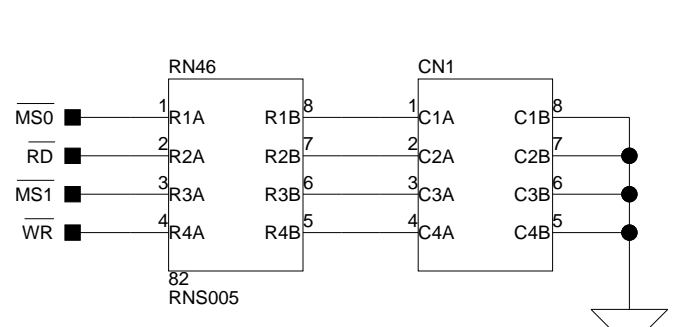 RN46 CN1
MS0 1 R1A R1B 8 1 C1A C1B 8
RD 2 R2A R2B 7 2 C2A C2B 7
MS1 3 R3A R3B 6 3 C3A C3B 6
WR 4 R4A R4B 5 4 C4A C4B 5
82
RNS005